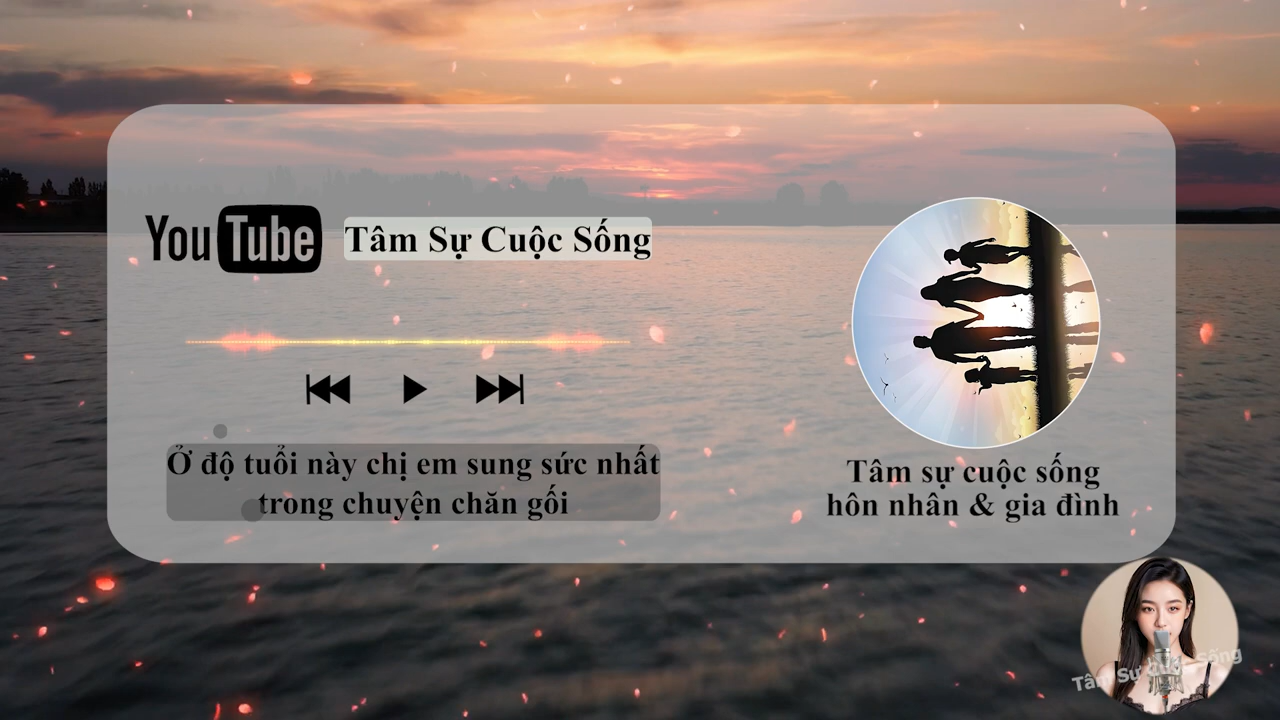 YouTube
Tâm Sự Cuộc Sống
Ở độ tuổi này chị em sung sức nhất
trong chuyện chăn gối
Tâm sự cuộc sống
hôn nhân & gia đình
Tâm Sự Cuộc Sống